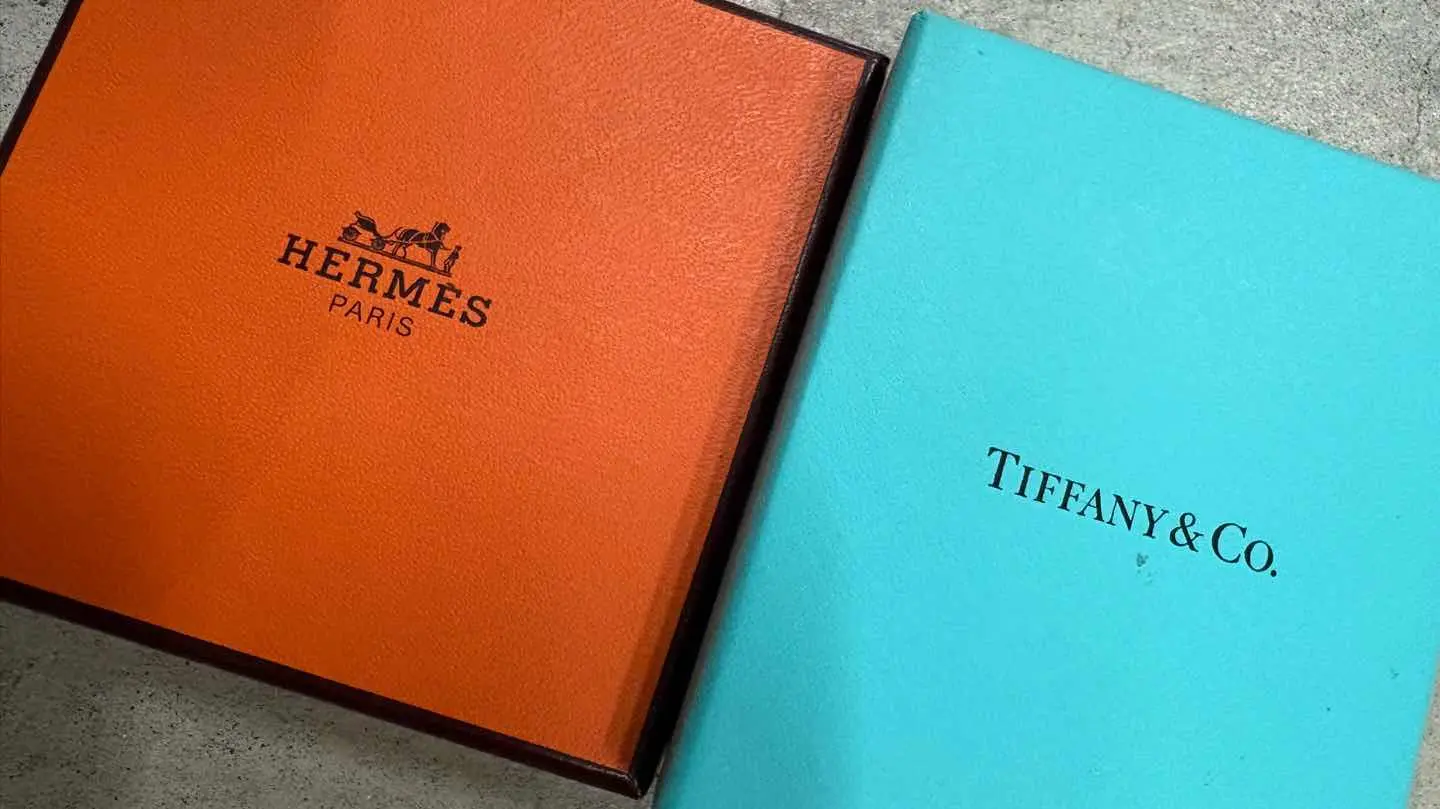 HERMÈS
PARIS
TIFFANY & CO.